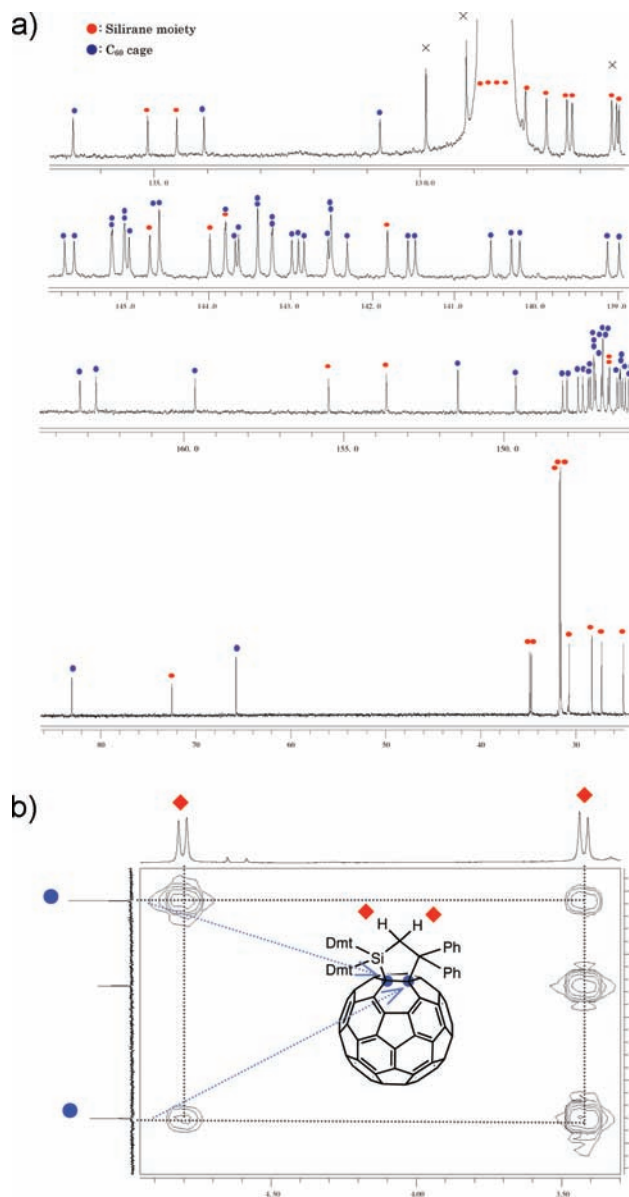 a)
: Silirane moiety
: C60 cage
× × ×
135.0 130.0
145.0 144.0 143.0 142.0 141.0 140.0 139.0
160.0 155.0 150.0
80 70 60 50 40 30
b)
H H
Dmt Ph
Si
Dmt Ph
4.50 4.00 3.50